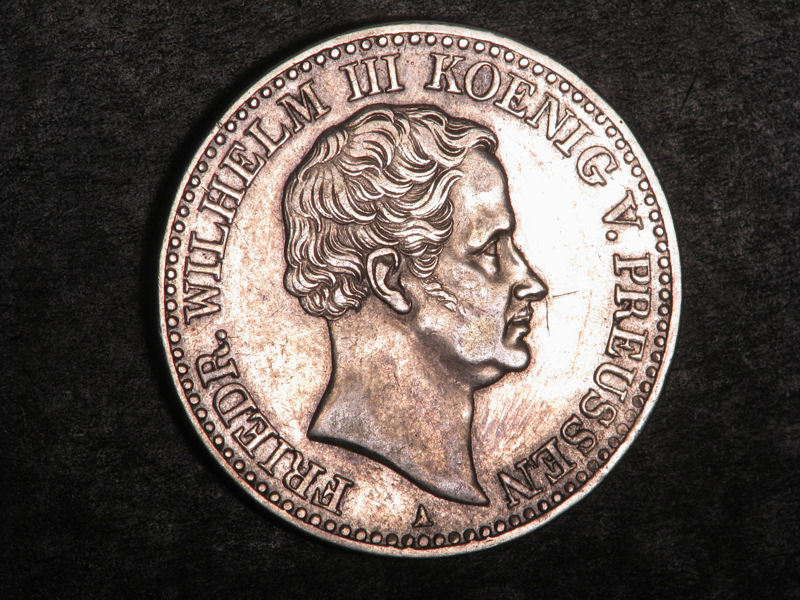 FRIEDR. WILHELM III KOENIG V. PREUSSEN
A